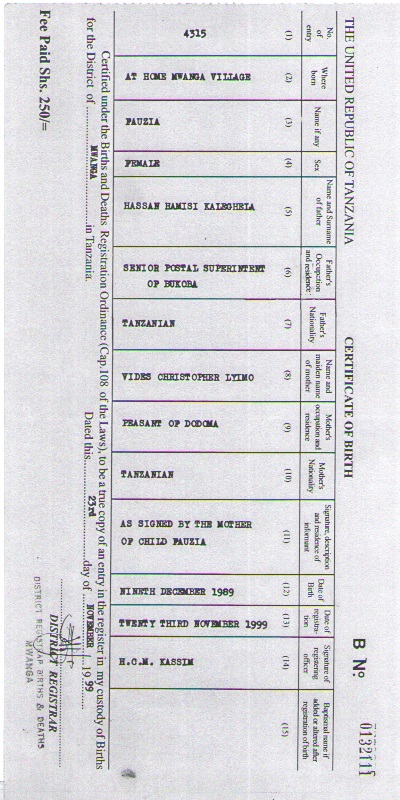 THE UNITED REPUBLIC OF TANZANIA
CERTIFICATE OF BIRTH
B Nº 0132111
No. of entry
Where born
Name if any
Sex
Name and Surname of father
Father's Occupation and residence
Father's Nationality
Name and maiden name of mother
Mother's occupation and residence
Mother's Nationality
Signature, description and residence of informant
Date of Birth
Date of registra-tion
Signature of registering officer
Baptismal name if added or altered after registration of birth
(1) (2) (3) (4) (5) (6) (7) (8) (9) (10) (11) (12) (13) (14) (15)
4315
AT HOME MWANGA VILLAGE
FAUZIA
FEMALE
HASSAN HAMISI KALEGHELA
SENIOR POSTAL SUPERINTENT
OF BUKOBA
TANZANIAN
VIDES CHRISTOPHER LYIMO
PEASANT OF DODOMA
TANZANIAN
AS SIGNED BY THE MOTHER
OF CHILD FAUZIA
NINETH DECEMBER 1989
TWENTY THIRD NOVEMBER 1999
H.C.M. KASSIM
Certified under the Births and Deaths Registration Ordinance (Cap.108 of the Laws), to be a true copy of an entry in the register in my custody of Births
for the District of MWANGA in Tanzania. Dated this 23rd day of NOVEMBER 19 99
DISTRICT REGISTRAR
DISTRICT REGISTRAR BIRTHS & DEATHS
MWANGA
Fee Paid Shs. 250/=